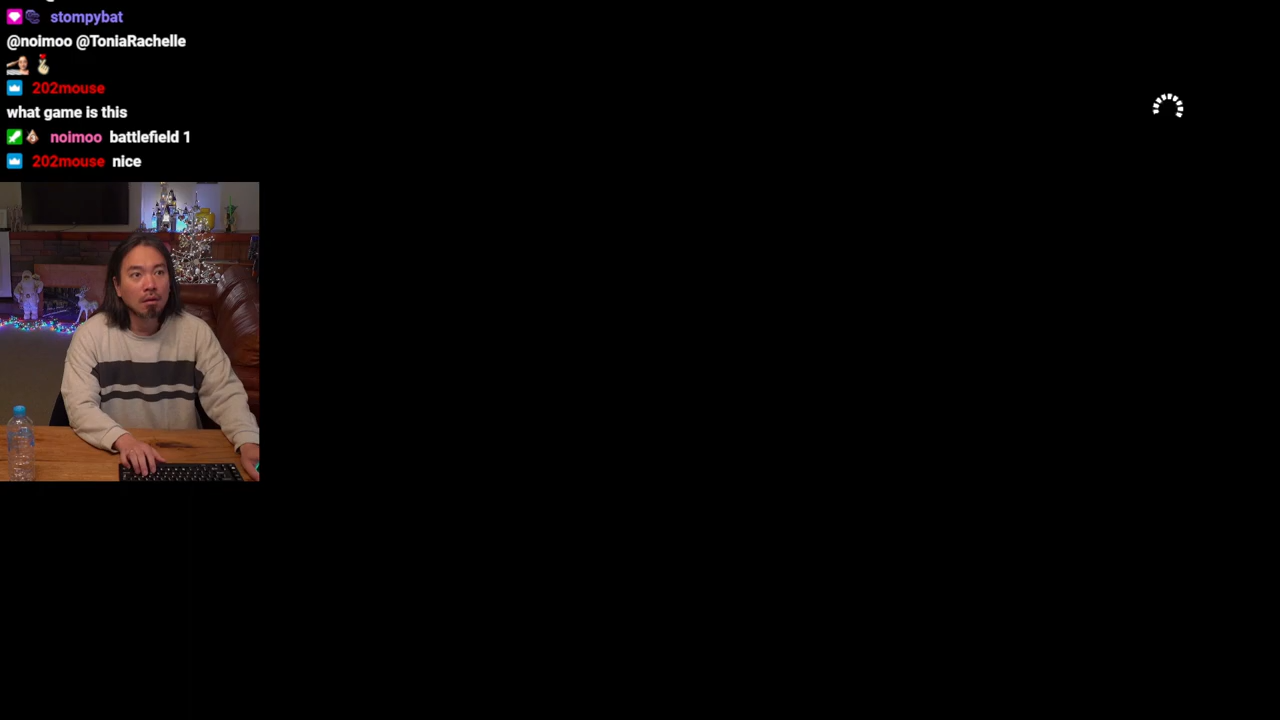 stompybat
@noimoo @ToniaRachelle
202mouse
what game is this
noimoo battlefield 1
202mouse nice